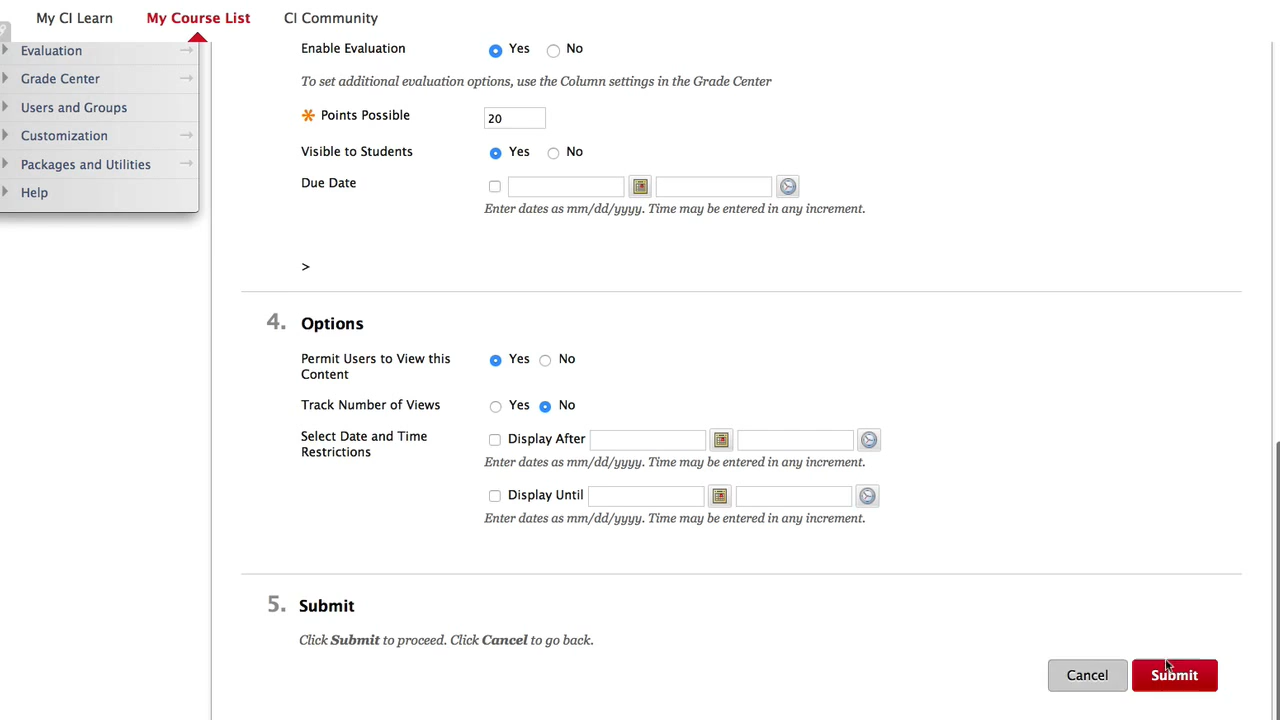 My CI Learn My Course List CI Community
Evaluation
Grade Center
Users and Groups
Customization
Packages and Utilities
Help
Enable Evaluation Yes No
To set additional evaluation options, use the Column settings in the Grade Center
Points Possible 20
Visible to Students Yes No
Due Date
Enter dates as mm/dd/yyyy. Time may be entered in any increment.
>
4. Options
Permit Users to View this
Content Yes No
Track Number of Views Yes No
Select Date and Time
Restrictions Display After
Enter dates as mm/dd/yyyy. Time may be entered in any increment.
Display Until
Enter dates as mm/dd/yyyy. Time may be entered in any increment.
5. Submit
Click Submit to proceed. Click Cancel to go back.
Cancel Submit